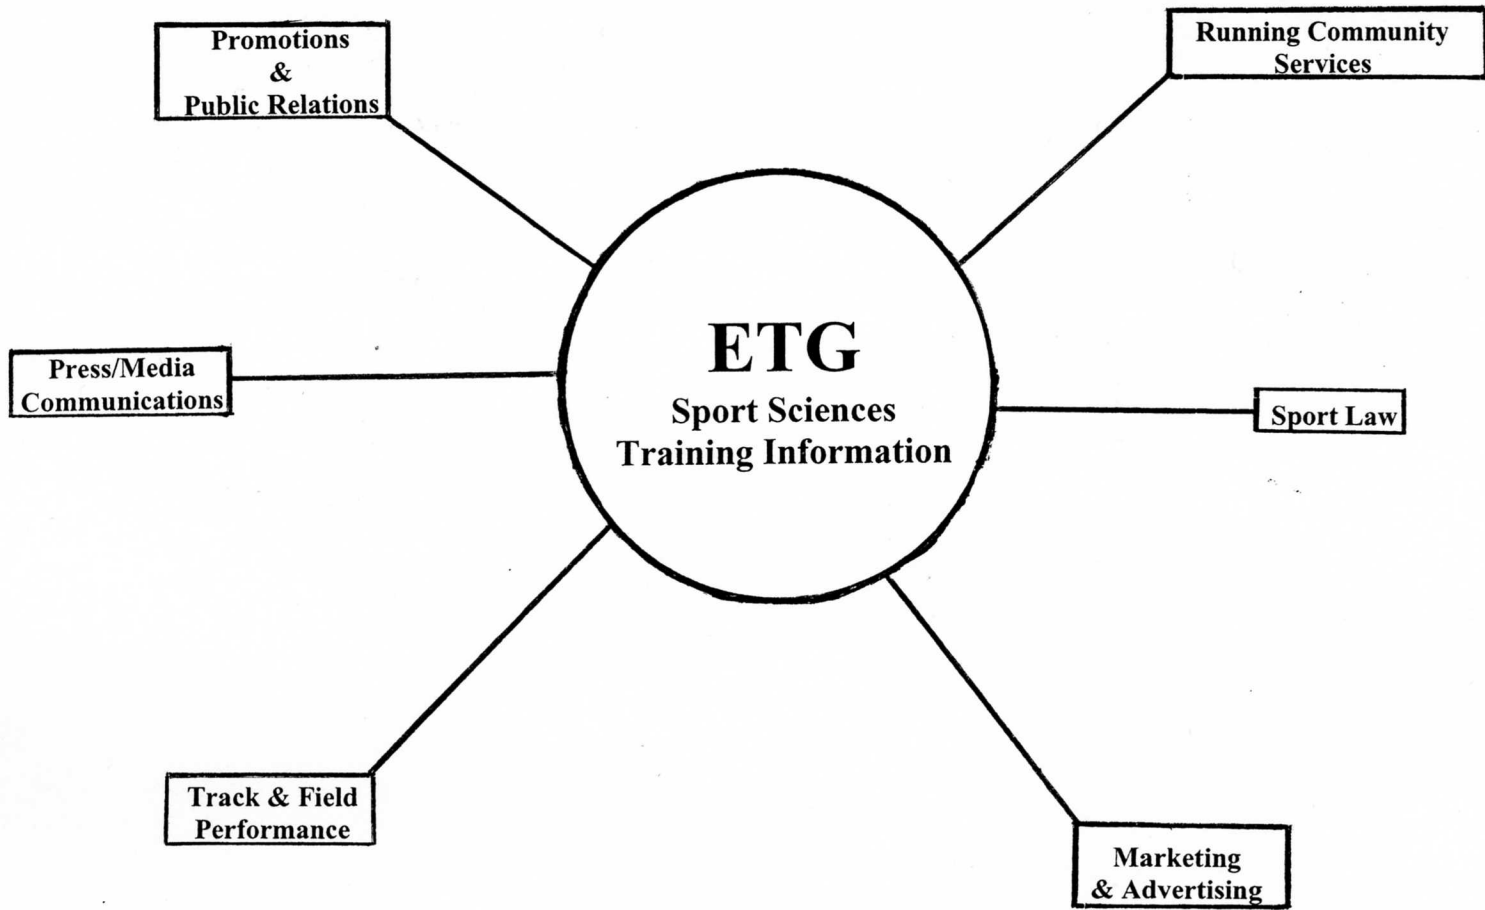 Promotions
&
Public Relations
Running Community
Services
ETG
Sport Sciences
Training Information
Press/Media
Communications
Sport Law
Track & Field
Performance
Marketing
& Advertising